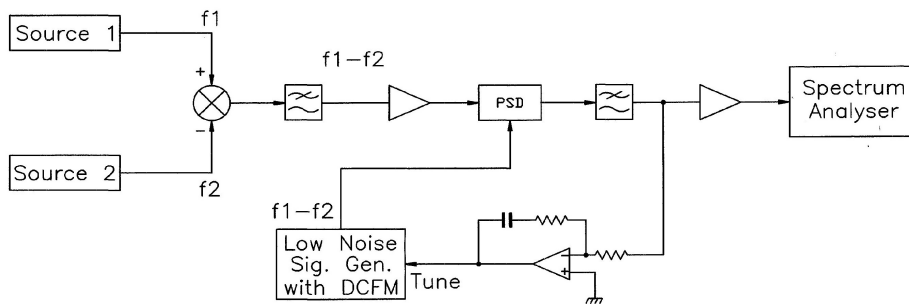 Source 1
f1
+
f1-f2
-
PSD
Spectrum
Analyser
Source 2
f2
f1-f2
Low Noise
Sig. Gen.
with DCFM
Tune
-
+